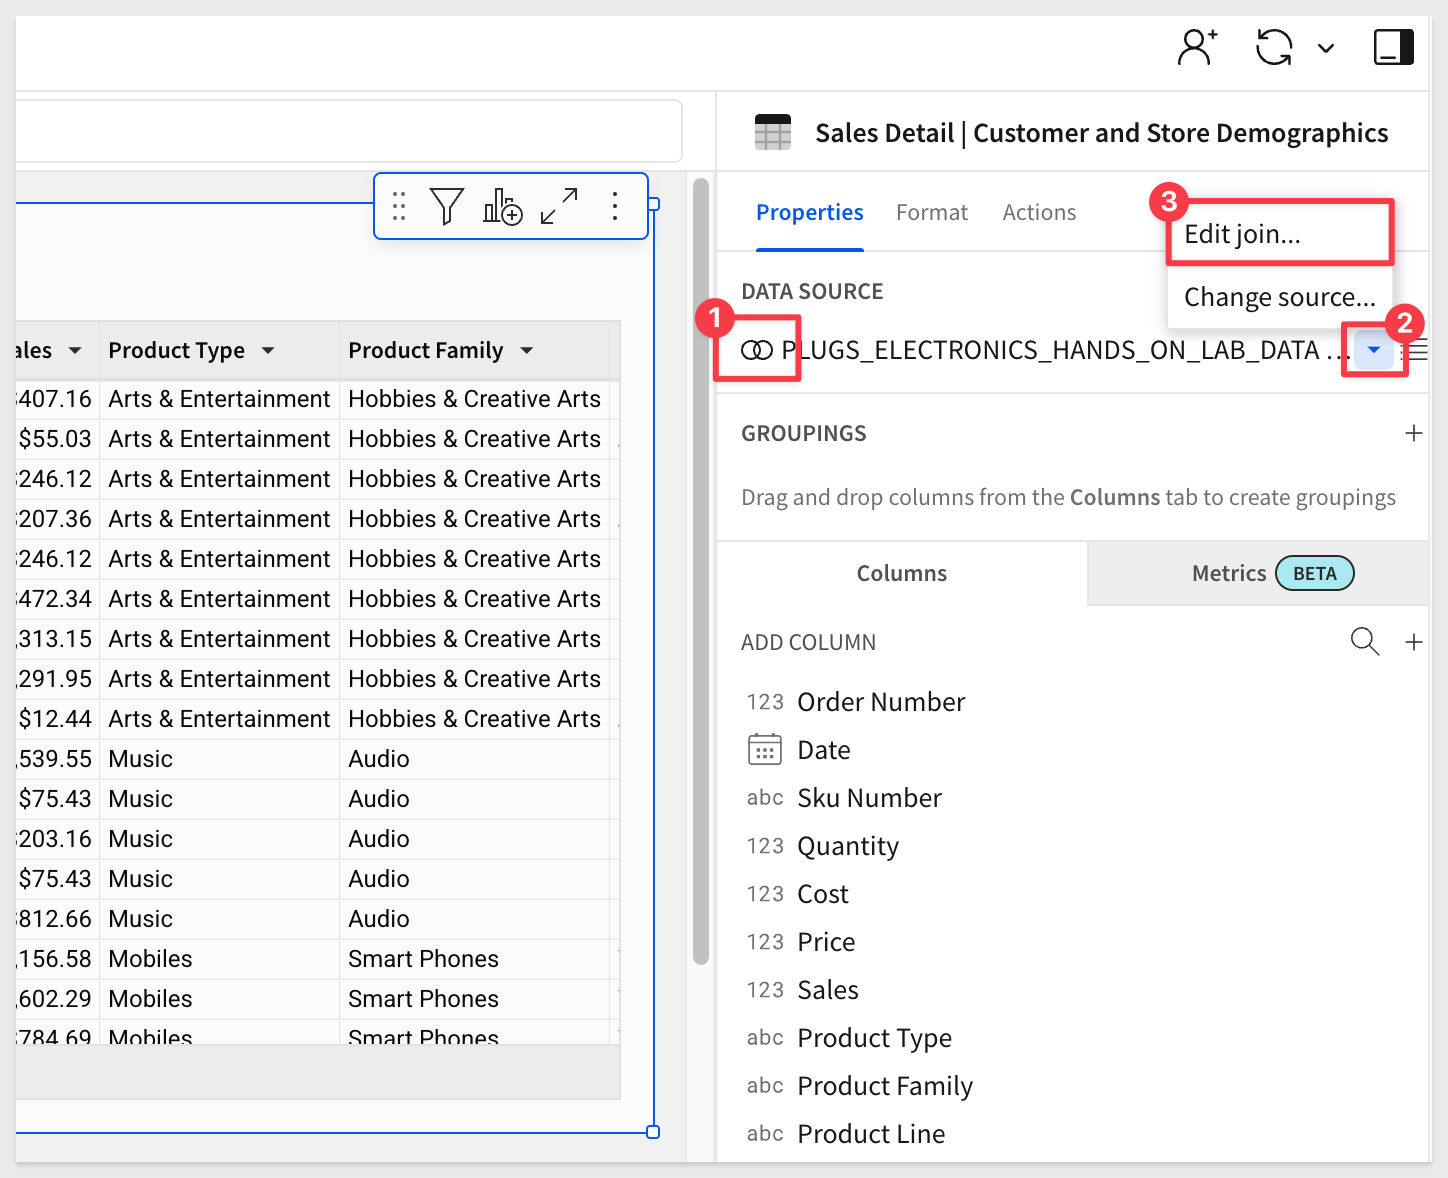 Sales Detail | Customer and Store Demographics
Properties Format Actions
3
Edit join...
Change source...
DATA SOURCE
1
2
PLUGS_ELECTRONICS_HANDS_ON_LAB_DATA ...
GROUPINGS
Drag and drop columns from the Columns tab to create groupings
Columns Metrics BETA
ADD COLUMN
123 Order Number
Date
abc Sku Number
123 Quantity
123 Cost
123 Price
123 Sales
abc Product Type
abc Product Family
abc Product Line
ales Product Type Product Family
407.16 Arts & Entertainment Hobbies & Creative Arts
$55.03 Arts & Entertainment Hobbies & Creative Arts
246.12 Arts & Entertainment Hobbies & Creative Arts
207.36 Arts & Entertainment Hobbies & Creative Arts
246.12 Arts & Entertainment Hobbies & Creative Arts
472.34 Arts & Entertainment Hobbies & Creative Arts
,313.15 Arts & Entertainment Hobbies & Creative Arts
,291.95 Arts & Entertainment Hobbies & Creative Arts
$12.44 Arts & Entertainment Hobbies & Creative Arts
,539.55 Music Audio
$75.43 Music Audio
203.16 Music Audio
$75.43 Music Audio
812.66 Music Audio
,156.58 Mobiles Smart Phones
,602.29 Mobiles Smart Phones
784.69 Mobiles Smart Phones